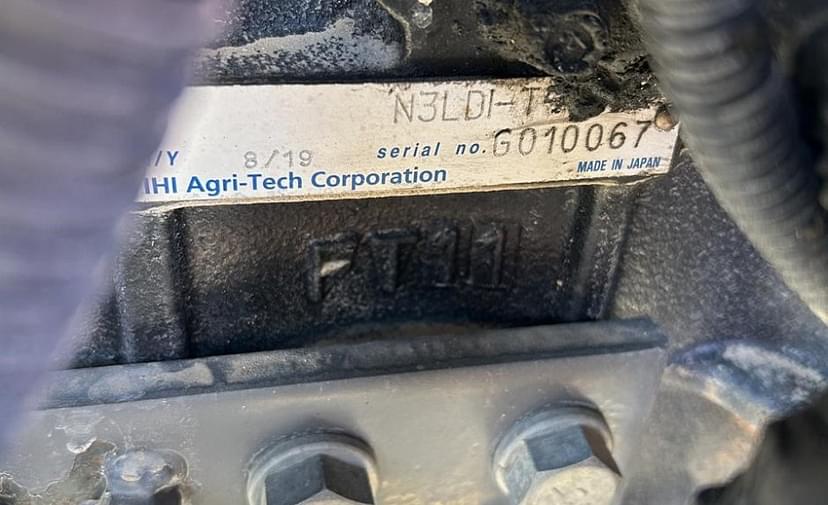 N3LDI-T
/Y 8/19 serial no. G010067
IHI Agri-Tech Corporation MADE IN JAPAN
FT11